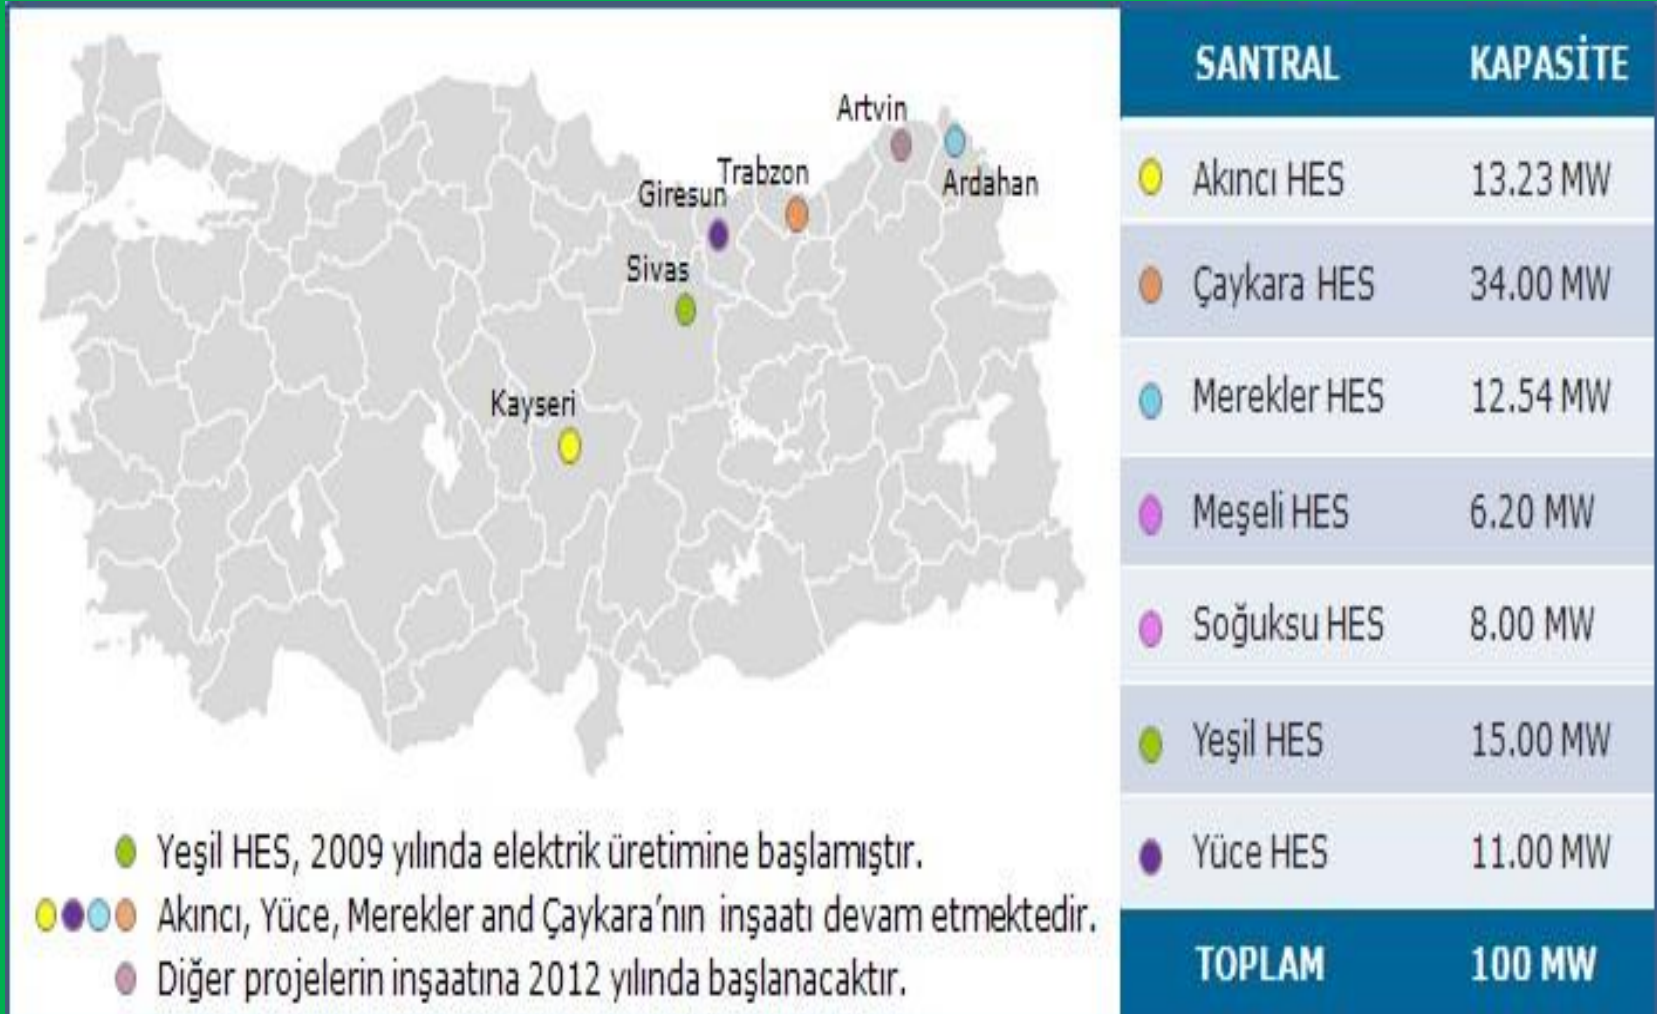 Artvin
Trabzon
Ardahan
Giresun
Sivas
Kayseri
Yeşil HES, 2009 yılında elektrik üretimine başlamıştır.
Akıncı, Yüce, Merekler and Çaykara’nın inşaatı devam etmektedir.
Diğer projelerin inşaatına 2012 yılında başlanacaktır.
SANTRAL KAPASİTE
Akıncı HES 13.23 MW
Çaykara HES 34.00 MW
Merekler HES 12.54 MW
Meşeli HES 6.20 MW
Soğuksu HES 8.00 MW
Yeşil HES 15.00 MW
Yüce HES 11.00 MW
TOPLAM 100 MW